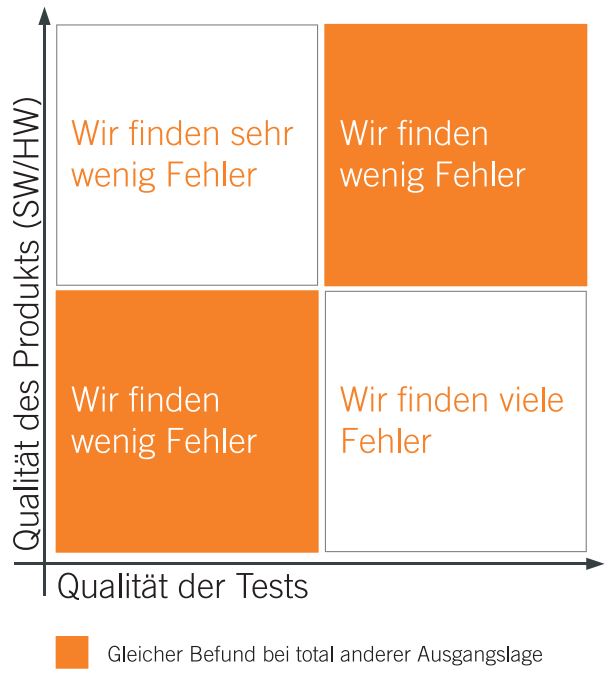 Qualität des Produkts (SW/HW)
Wir finden sehr
wenig Fehler
Wir finden
wenig Fehler
Wir finden
wenig Fehler
Wir finden viele
Fehler
Qualität der Tests
Gleicher Befund bei total anderer Ausgangslage